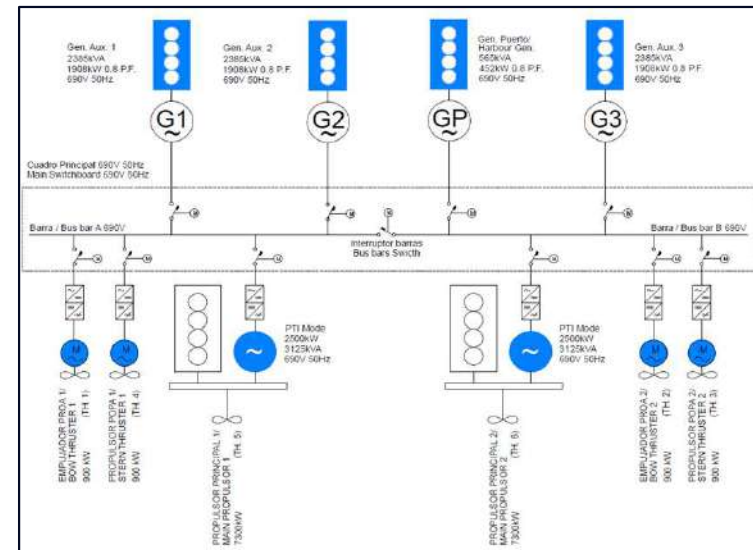 Gen. Aux. 1
2385kVA
1908kW 0.8 P.F.
690V 50Hz
Gen. Aux. 2
2385kVA
1908kW 0.8 P.F.
690V 50Hz
Gen. Puerto/
Harbour Gen.
565kVA
452kW 0.8 P.F.
690V 50Hz
Gen. Aux. 3
2385kVA
1908kW 0.8 P.F.
690V 50Hz
G1
~
G2
~
GP
~
G3
~
Cuadro Principal 690V 50Hz
Main Switchboard 690V 50Hz
Barra / Bus bar A 690V
Interruptor barras
Bus bars Swicth
Barra / Bus bar B 690V
PTI Mode
2500kW
3125kVA
690V 50Hz
PTI Mode
2500kW
3125kVA
690V 50Hz
M
M
~
~
M
M
EMPUJADOR PROA 1/
BOW THRUSTER 1 (TH. 1)
900 kW
PROPULSOR POPA 1/
STERN THRUSTER 1 (TH. 4)
900 kW
PROPULSOR PRINCIPAL 1/
MAIN PROPULSOR 1 (TH. 5)
7300kW
PROPULSOR PRINCIPAL 2/
MAIN PROPULSOR 2 (TH. 6)
7300kW
EMPUJADOR PROA 2/
BOW THRUSTER 2 (TH. 2)
900 kW
PROPULSOR POPA 2/
STERN THRUSTER 2 (TH. 3)
900 kW